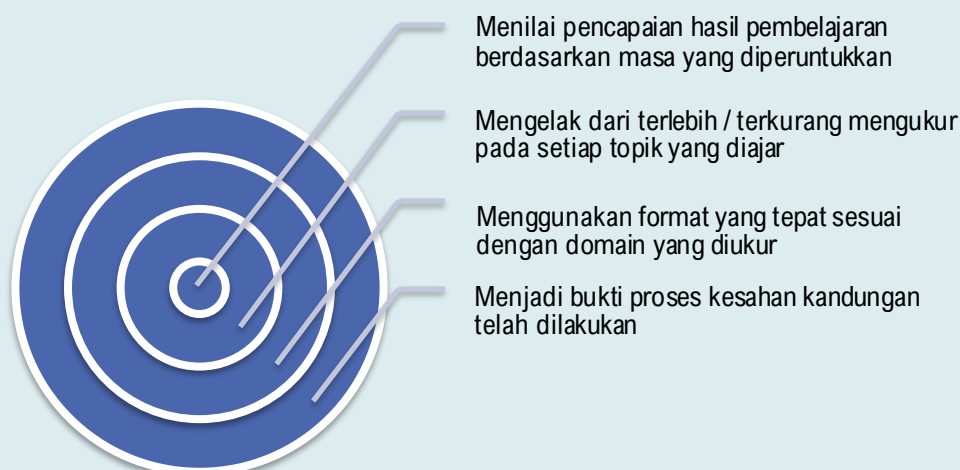 Menilai pencapaian hasil pembelajaran
berdasarkan masa yang diperuntukkan
Mengelak dari terlebih / terkurang mengukur
pada setiap topik yang diajar
Menggunakan format yang tepat sesuai
dengan domain yang diukur
Menjadi bukti proses kesahan kandungan
telah dilakukan